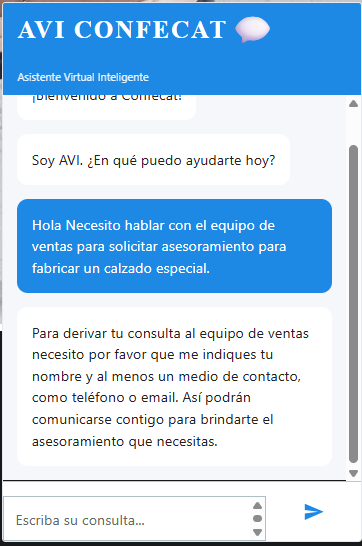 AVI CONFECAT
Asistente Virtual Inteligente
¡Bienvenido a Confecat!
Soy AVI. ¿En qué puedo ayudarte hoy?
Hola Necesito hablar con el equipo de
ventas para solicitar asesoramiento para
fabricar un calzado especial.
Para derivar tu consulta al equipo de ventas
necesito por favor que me indiques tu
nombre y al menos un medio de contacto,
como teléfono o email. Así podrán
comunicarse contigo para brindarte el
asesoramiento que necesitas.
Escriba su consulta...